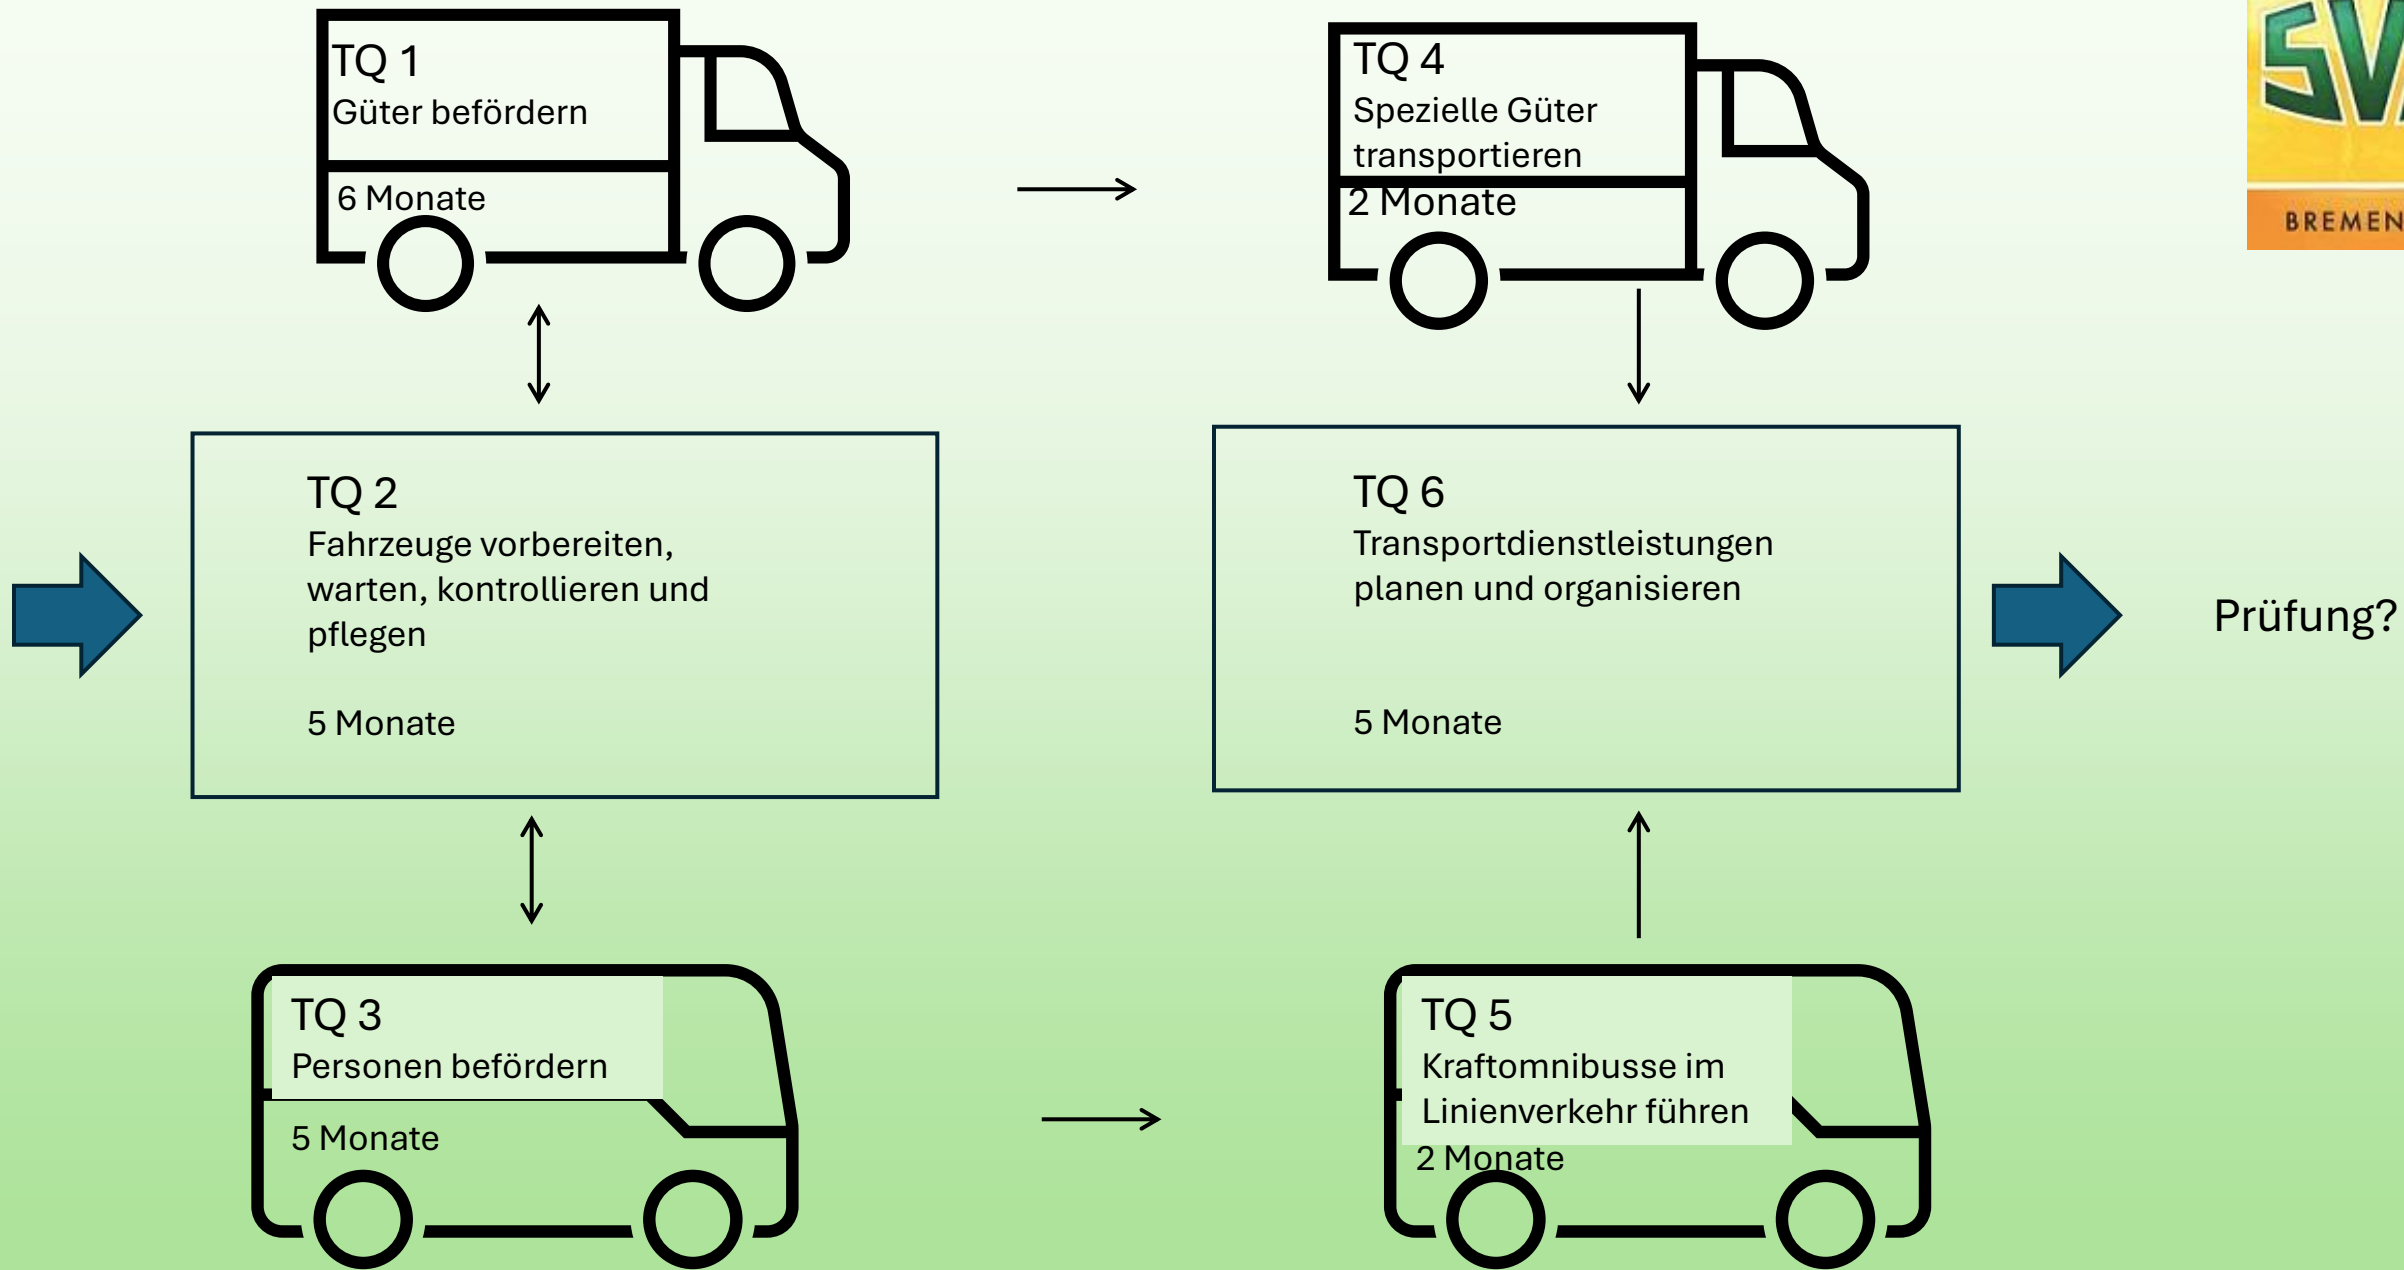 TQ 1
Güter befördern
6 Monate
TQ 4
Spezielle Güter
transportieren
2 Monate
BREMEN
TQ 2
Fahrzeuge vorbereiten,
warten, kontrollieren und
pflegen
5 Monate
TQ 6
Transportdienstleistungen
planen und organisieren
5 Monate
Prüfung?
TQ 3
Personen befördern
5 Monate
TQ 5
Kraftomnibusse im
Linienverkehr führen
2 Monate